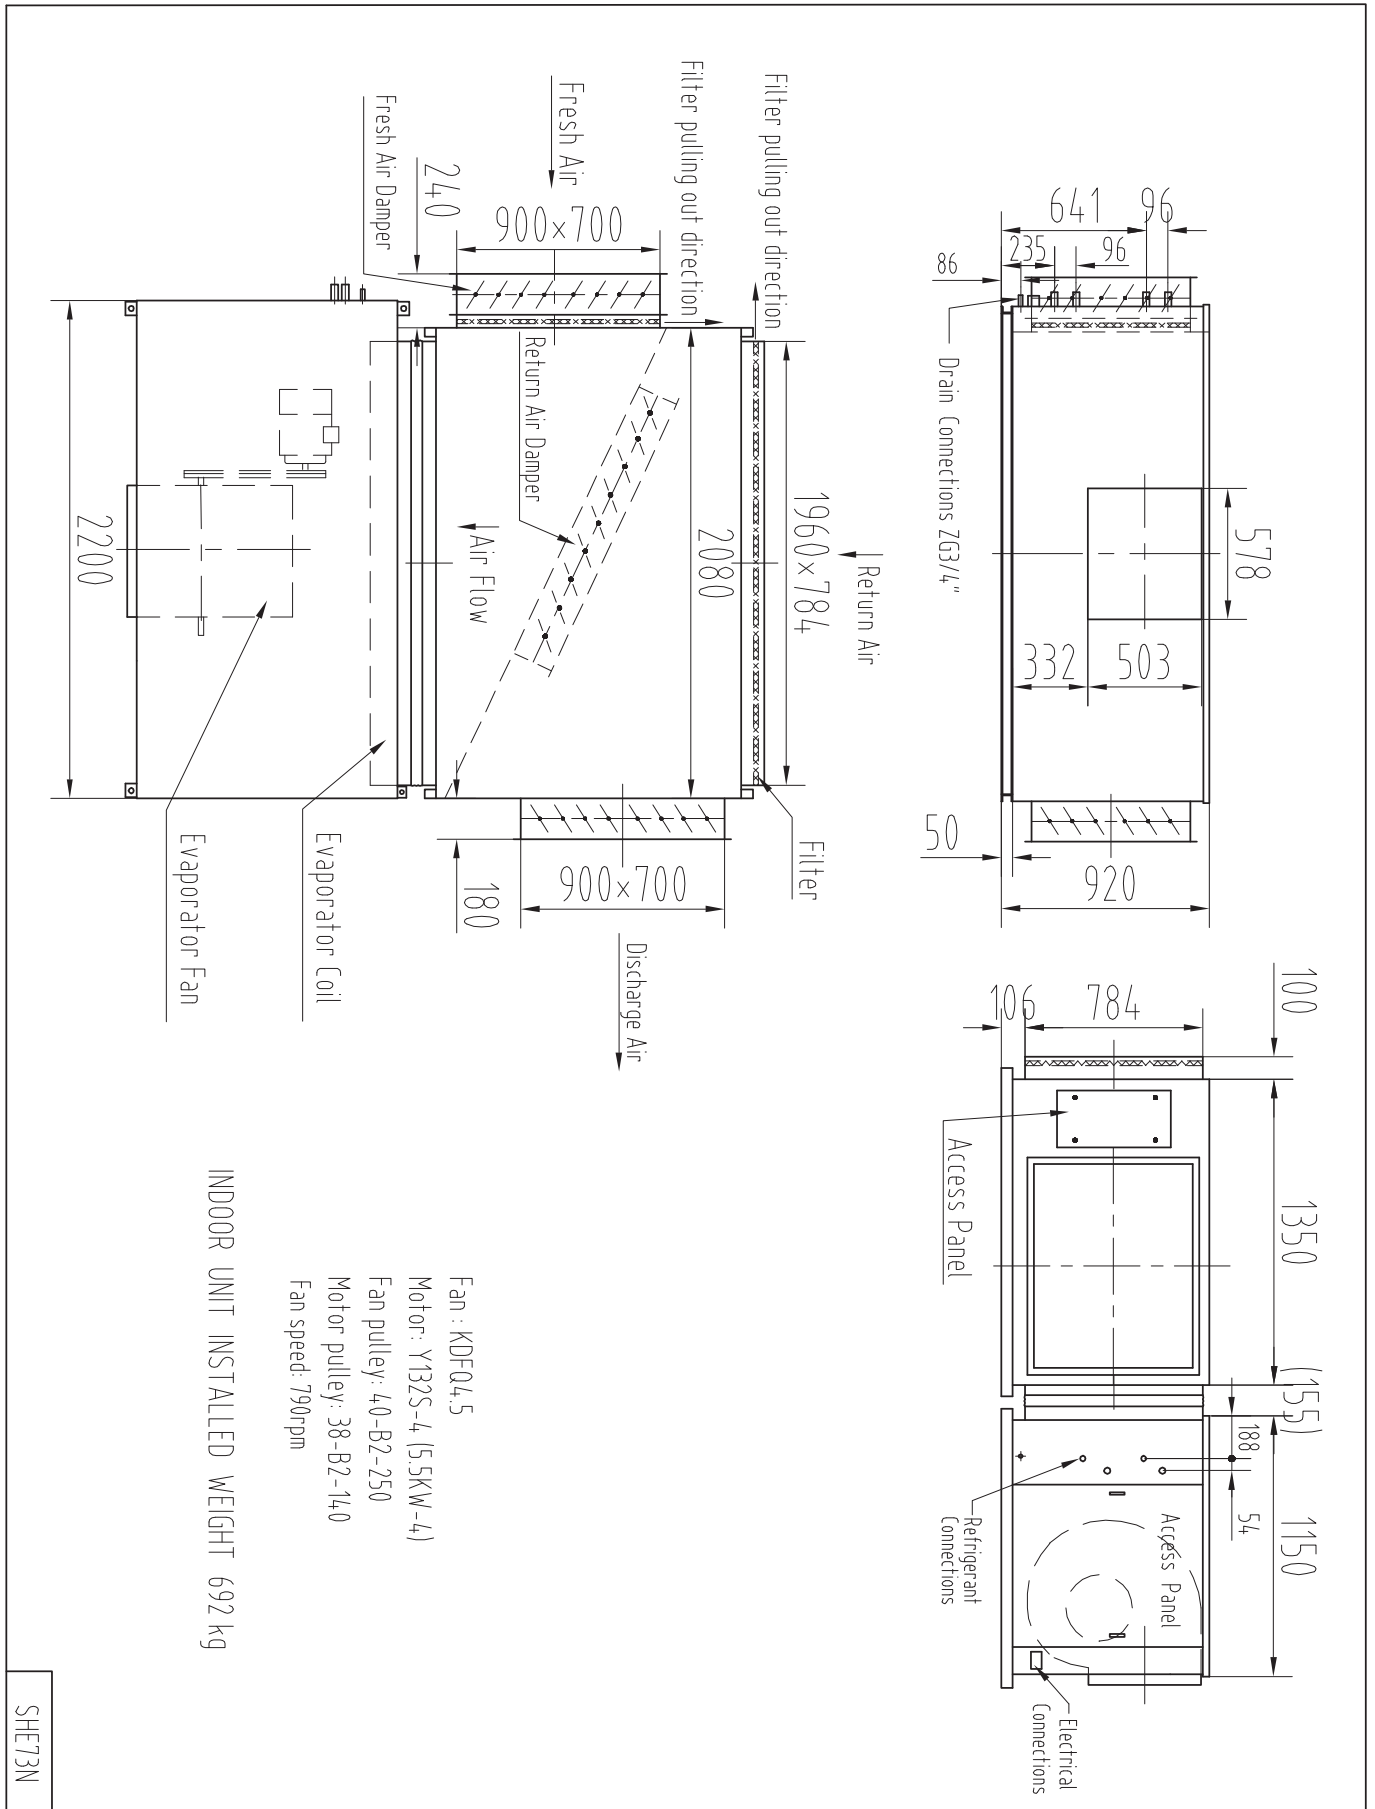 641
96
235
96
86
Drain Connections ZG3/4"
578
332
503
50
920
100
106
784
Access Panel
1350
(155)
188
54
1150
Refrigerant
Connections
Access Panel
Electrical
Connections
Filter pulling out direction
Filter pulling out direction
Fresh Air
Fresh Air Damper
240
900×700
Return Air Damper
1960×784
Return Air
2080
Air Flow
2200
Filter
900×700
180
Discharge Air
Evaporator Coil
Evaporator Fan
Fan : KDFQ4.5
Motor: Y132S-4 (5.5KW-4)
Fan pulley: 40-B2-250
Motor pulley: 38-B2-140
Fan speed: 790rpm
INDOOR UNIT INSTALLED WEIGHT 692 kg
SHE73N